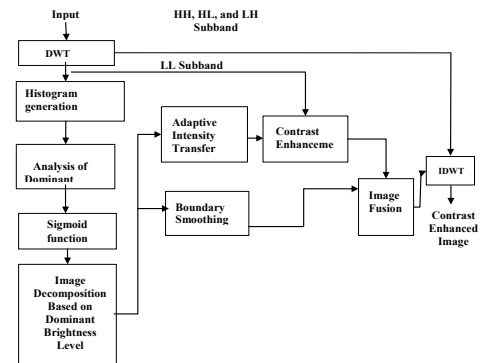 Input
HH, HL, and LH
Subband
DWT
LL Subband
Histogram
generation
Adaptive
Intensity
Transfer
Contrast
Enhanceme
Analysis of
Dominant
IDWT
Image
Fusion
Boundary
Smoothing
Contrast
Enhanced
Image
Sigmoid
function
Image
Decomposition
Based on
Dominant
Brightness
Level